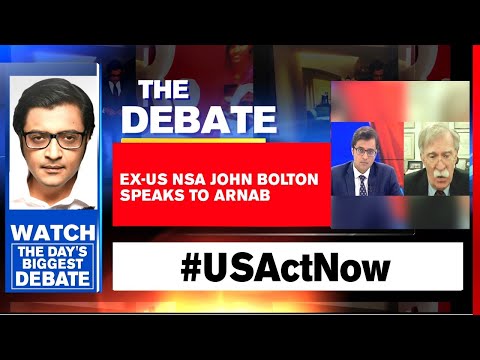 THE
DEBATE
EX-US NSA JOHN BOLTON
SPEAKS TO ARNAB
WATCH
THE DAY'S
BIGGEST
DEBATE
#USActNow